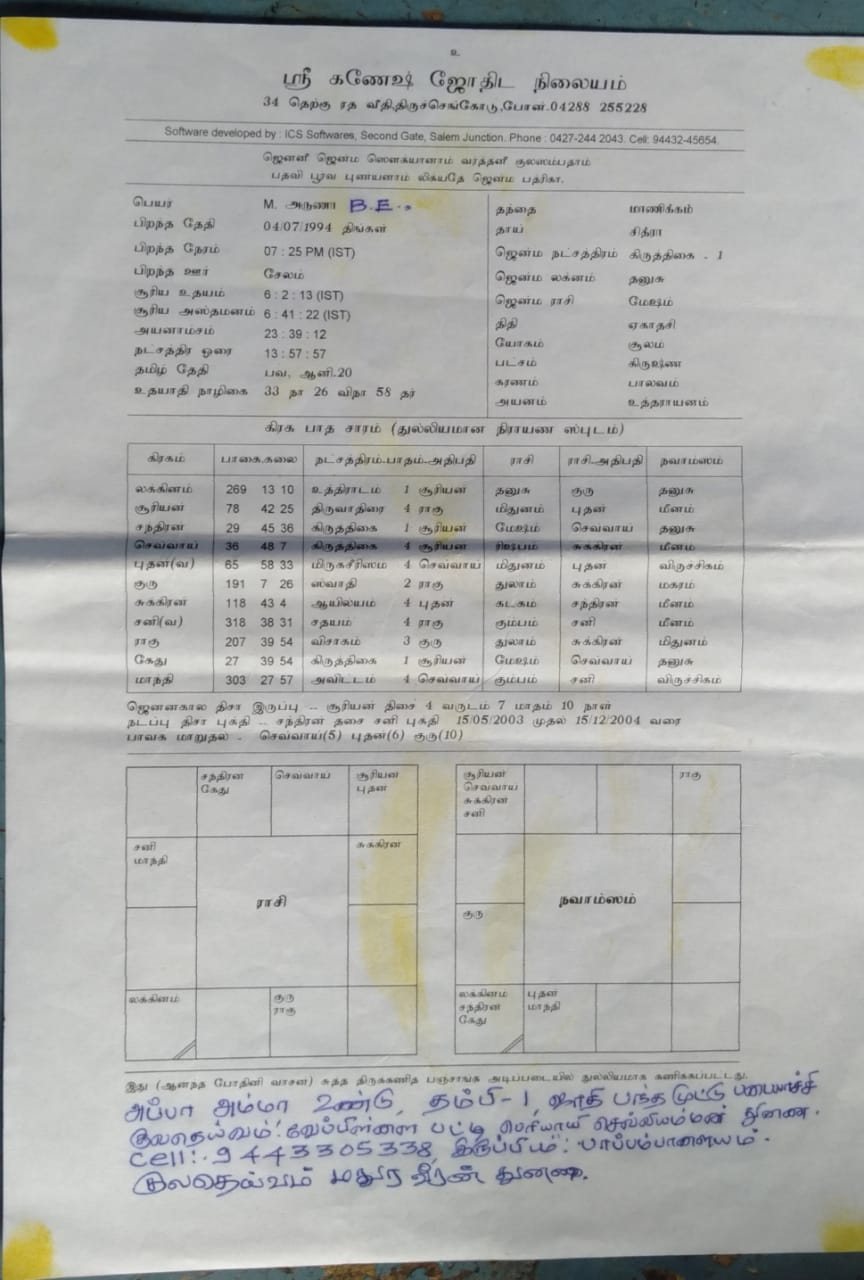 உ
ஸ்ரீ கணேஷ் ஜோதிட நிலையம்
34 தெற்கு ரத வீதி,திருச்செங்கோடு,போன்.04288 255228
Software developed by : ICS Softwares, Second Gate, Salem Junction. Phone : 0427-244 2043. Cell: 94432-45654.
ஜெனனீ ஜென்ம ஸௌக்யானாம் வர்த்தனீ குலஸம்பதாம்
பதவி பூர்வ புணயனாம் லிக்யதே ஜென்ம பத்ரிகா.
பெயர் M. அருணா B.E., தந்தை மாணிக்கம்
பிறந்த தேதி 04/07/1994 திங்கள் தாய் சித்ரா
பிறந்த நேரம் 07 : 25 PM (IST) ஜென்ம நட்சத்திரம் கிருத்திகை - 1
பிறந்த ஊர் சேலம் ஜென்ம லக்னம் தனுசு
சூரிய உதயம் 6 : 2 : 13 (IST) ஜென்ம ராசி மேஷம்
சூரிய அஸ்தமனம் 6 : 41 : 22 (IST) திதி ஏகாதசி
அயனாம்சம் 23 : 39 : 12 யோகம் சூலம்
நட்சத்திர ஓரை 13 : 57 : 57 பட்சம் கிருஷ்ண
தமிழ் தேதி பவ, ஆனி.20 கரணம் பாலவம்
உதயாதி நாழிகை 33 நா 26 விநா 58 தர் அயனம் உத்தராயனம்
கிரக பாத சாரம் (துல்லியமான நிராயண ஸ்புடம்)
கிரகம் பாகை.கலை நட்சத்திரம்-பாதம்-அதிபதி ராசி ராசி-அதிபதி நவாம்ஸம்
லக்கினம் 269 13 10 உத்திராடம் 1 சூரியன் தனுசு குரு தனுசு
சூரியன் 78 42 25 திருவாதிரை 4 ராகு மிதுனம் புதன் மீனம்
சந்திரன் 29 45 36 கிருத்திகை 1 சூரியன் மேஷம் செவ்வாய் தனுசு
செவ்வாய் 36 48 7 கிருத்திகை 4 சூரியன் ரிஷபம் சுக்கிரன் மீனம்
புதன்(வ) 65 58 33 மிருகசீரிஸம் 4 செவ்வாய் மிதுனம் புதன் விருச்சிகம்
குரு 191 7 26 ஸ்வாதி 2 ராகு துலாம் சுக்கிரன் மகரம்
சுக்கிரன் 118 43 4 ஆயில்யம் 4 புதன் கடகம் சந்திரன் மீனம்
சனி(வ) 318 38 31 சதயம் 4 ராகு கும்பம் சனி மீனம்
ராகு 207 39 54 விசாகம் 3 குரு துலாம் சுக்கிரன் மிதுனம்
கேது 27 39 54 கிருத்திகை 1 சூரியன் மேஷம் செவ்வாய் தனுசு
மாந்தி 303 27 57 அவிட்டம் 4 செவ்வாய் கும்பம் சனி விருச்சிகம்
ஜெனனகால திசா இருப்பு .. சூரியன் திசை 4 வருடம் 7 மாதம் 10 நாள்
நடப்பு திசா புக்தி .. சந்திரன் தசை சனி புக்தி 15/05/2003 முதல் 15/12/2004 வரை
பாவக மாறுதல் - செவ்வாய்(5) புதன்(6) குரு(10)
சந்திரன் செவ்வாய் சூரியன்
கேது புதன்
சனி சுக்கிரன்
மாந்தி
ராசி
லக்கினம் குரு
ராகு
சூரியன் ராகு
செவ்வாய்
சுக்கிரன்
சனி
நவாம்ஸம்
குரு
லக்கினம் புதன்
சந்திரன் மாந்தி
கேது
இது (ஆனந்த போதினி வாசன்) சுத்த திருக்கணித பஞ்சாங்க அடிப்படையில் துல்லியமாக கணிக்கப்பட்டது.
அப்பா அம்மா உண்டு, தம்பி-1, ஜாதி பந்த முட்டு படையாச்சி
குலதெய்வம்: வேப்பிள்ளை பட்டி பெரியாயி செல்லியம்மன் துணை.
Cell:- 9443305338, இருப்பிடம்: பாப்பம்பாளையம்.
குலதெய்வம் மதுர வீரன் துணை.